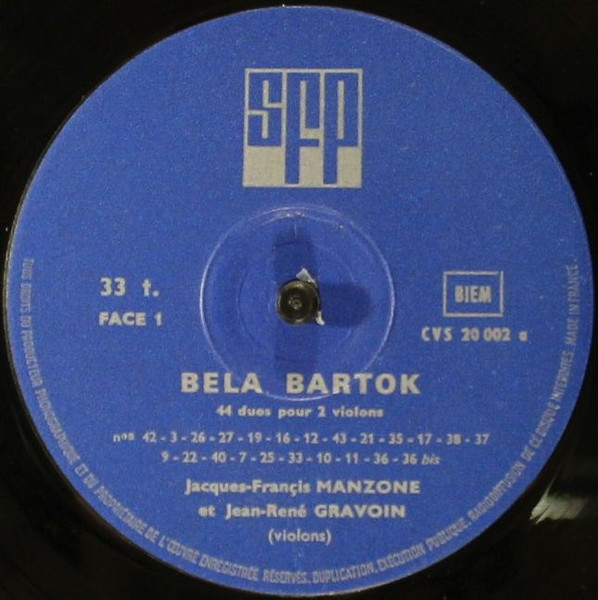 SFP
33 t.
FACE 1
BIEM
CVS 20 002 a
BELA BARTOK
44 duos pour 2 violons
nos 42 - 3 - 26 - 27 - 19 - 16 - 12 - 43 - 21 - 35 - 17 - 38 - 37
9 - 22 - 40 - 7 - 25 - 33 - 10 - 11 - 36 - 36 bis
Jacques-Françis MANZONE
et Jean-René GRAVOIN
(violons)
TOUS DROITS DU PRODUCTEUR PHONOGRAPHIQUE ET DU PROPRIÉTAIRE DE L'ŒUVRE ENREGISTRÉE RÉSERVÉS. DUPLICATION, EXÉCUTION PUBLIQUE, RADIODIFFUSION DE CE DISQUE INTERDITES. MADE IN FRANCE.